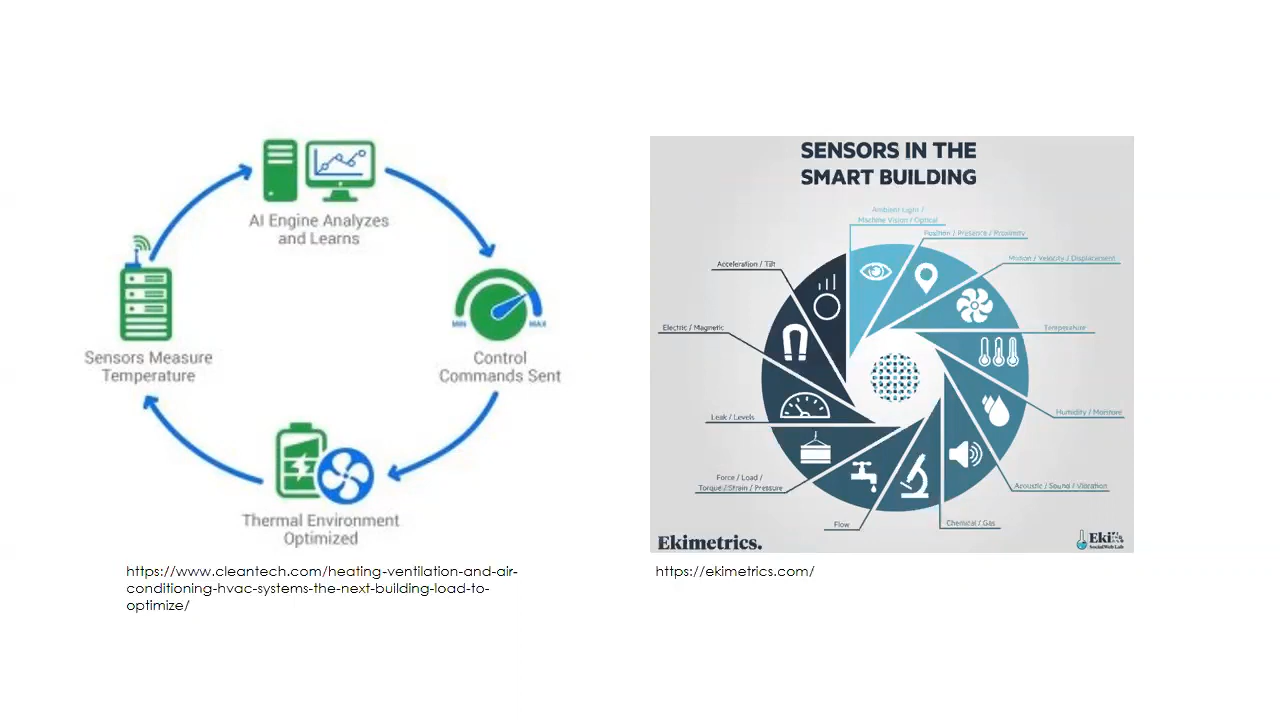 AI Engine Analyzes
and Learns
Sensors Measure
Temperature
MIN
MAX
Control
Commands Sent
Thermal Environment
Optimized
https://www.cleantech.com/heating-ventilation-and-air-
conditioning-hvac-systems-the-next-building-load-to-
optimize/
SENSORS IN THE
SMART BUILDING
Ambient Light /
Machine Vision / Optical
Position / Presence / Proximity
Motion / Velocity / Displacement
Temperature
Humidity / Moisture
Acoustic / Sound / Vibration
Chemical / Gas
Flow
Force / Load /
Torque / Strain / Pressure
Leak / Levels
Electric / Magnetic
Acceleration / Tilt
Ekimetrics.
Eki
SocialWeb Lab
https://ekimetrics.com/